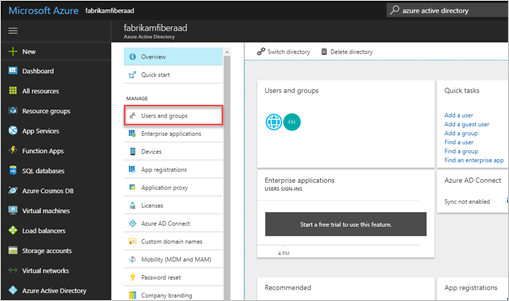 Microsoft Azure fabrikamfiberaad
azure active directory
fabrikamfiberaad
Azure Active Directory
New
Dashboard
All resources
Resource groups
App Services
Function Apps
SQL databases
Azure Cosmos DB
Virtual machines
Load balancers
Storage accounts
Virtual networks
Azure Active Directory
Overview
Quick start
MANAGE
Users and groups
Enterprise applications
Devices
App registrations
Application proxy
Licenses
Azure AD Connect
Custom domain names
Mobility (MDM and MAM)
Password reset
Company branding
Switch directory
Delete directory
Users and groups
FH
Enterprise applications
USERS SIGN-INS
Start a free trial to use this feature.
4 PM
Recommended
Quick tasks
Add a user
Add a guest user
Add a group
Find a user
Find a group
Find an enterprise app
Azure AD Connect
Sync not enabled
App registrations